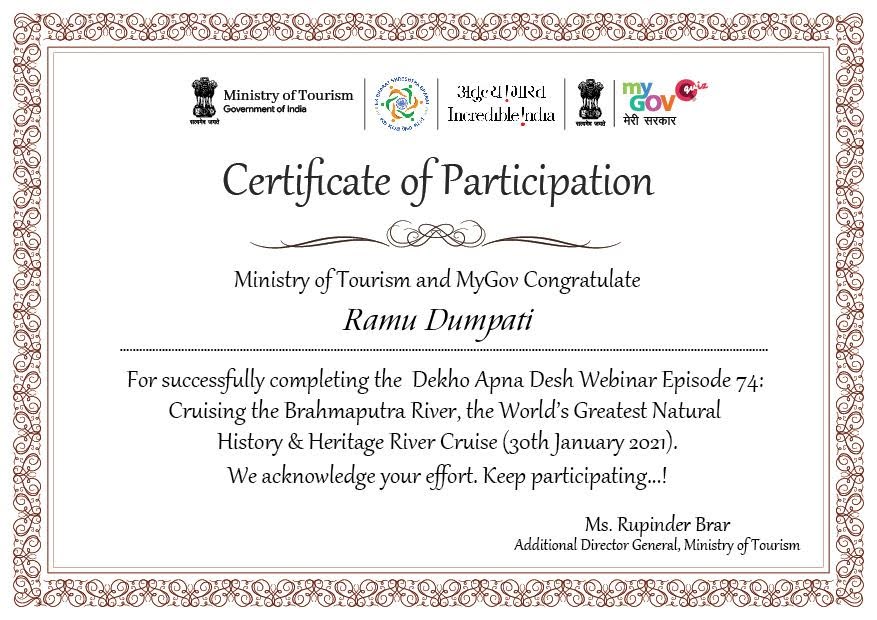 Ministry of Tourism
Government of India
सत्यमेव जयते
EK BHARAT SHRESHTHA BHARAT
Incredible!ndia
सत्यमेव जयते
my
GOV
quiz
मेरी सरकार
Certificate of Participation
Ministry of Tourism and MyGov Congratulate
Ramu Dumpati
For successfully completing the Dekho Apna Desh Webinar Episode 74:
Cruising the Brahmaputra River, the World's Greatest Natural
History & Heritage River Cruise (30th January 2021).
We acknowledge your effort. Keep participating...!
Ms. Rupinder Brar
Additional Director General, Ministry of Tourism